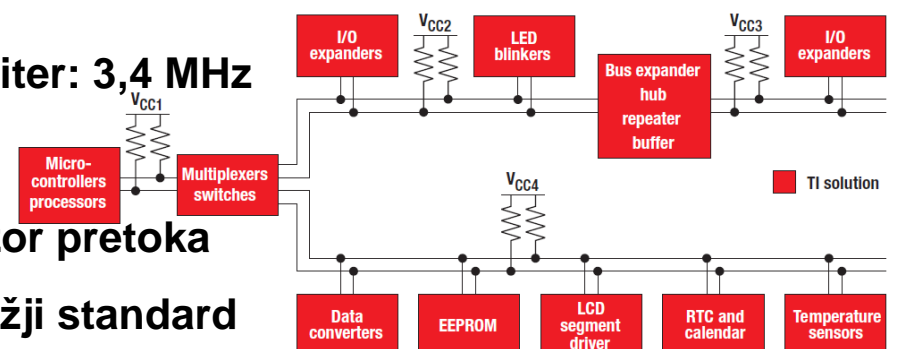 iter: 3,4 MHz
or pretoka
žji standard
I/O
expanders
VCC2
LED
blinkers
Bus expander
hub
repeater
buffer
VCC3
I/O
expanders
VCC1
Micro-
controllers
processors
Multiplexers
switches
VCC4
TI solution
Data
converters
EEPROM
LCD
segment
driver
RTC and
calendar
Temperature
sensors